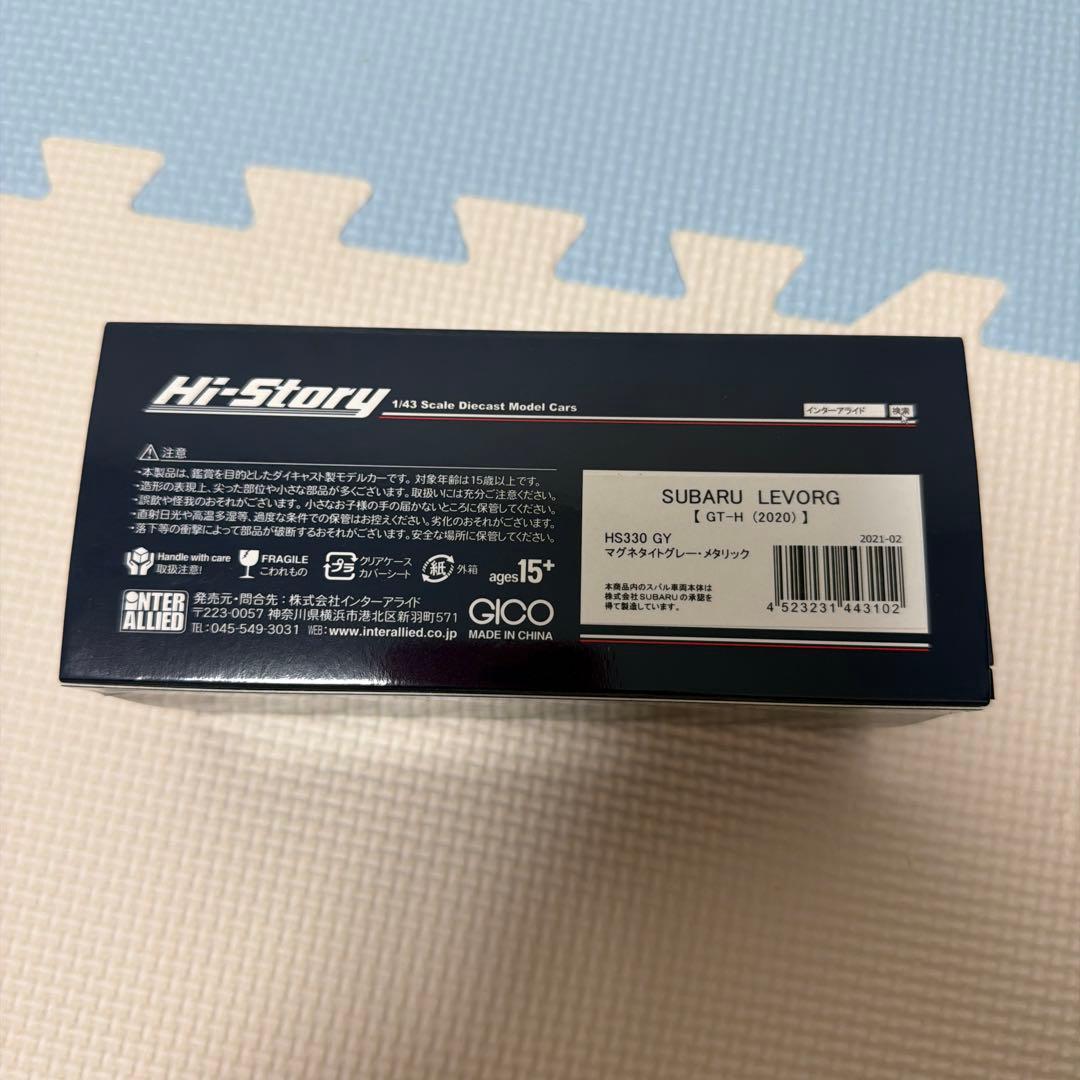 Hi-Story 1/43 Scale Diecast Model Cars
インターアライド 検索
注意
・本製品は、鑑賞を目的としたダイキャスト製モデルカーです。対象年齢は15歳以上です。
・造形の表現上、尖った部位や小さな部品が多くございます。取扱いには充分ご注意ください。
・誤飲や怪我のおそれがございます。小さなお子様の手の届かないところに保管してください。
・直射日光や高温多湿等、過度な条件での保管はお控えください。劣化のおそれがございます。
・落下等の衝撃によって部品が破断するおそれがございます。安全な場所に保管してください。
Handle with care
取扱注意!
FRAGILE
こわれもの
プラ
クリアケース
カバーシート
紙
外箱
ages15+
INTER
ALLIED
発売元・問合先:株式会社インターアライド
〒223-0057 神奈川県横浜市港北区新羽町571
TEL:045-549-3031 WEB:www.interallied.co.jp
GICO
MADE IN CHINA
SUBARU LEVORG
【 GT-H (2020) 】
HS330 GY
2021-02
マグネタイトグレー・メタリック
本商品内のスバル車両本体は
株式会社SUBARUの承認を
得て製造しています。
4 523231 443102